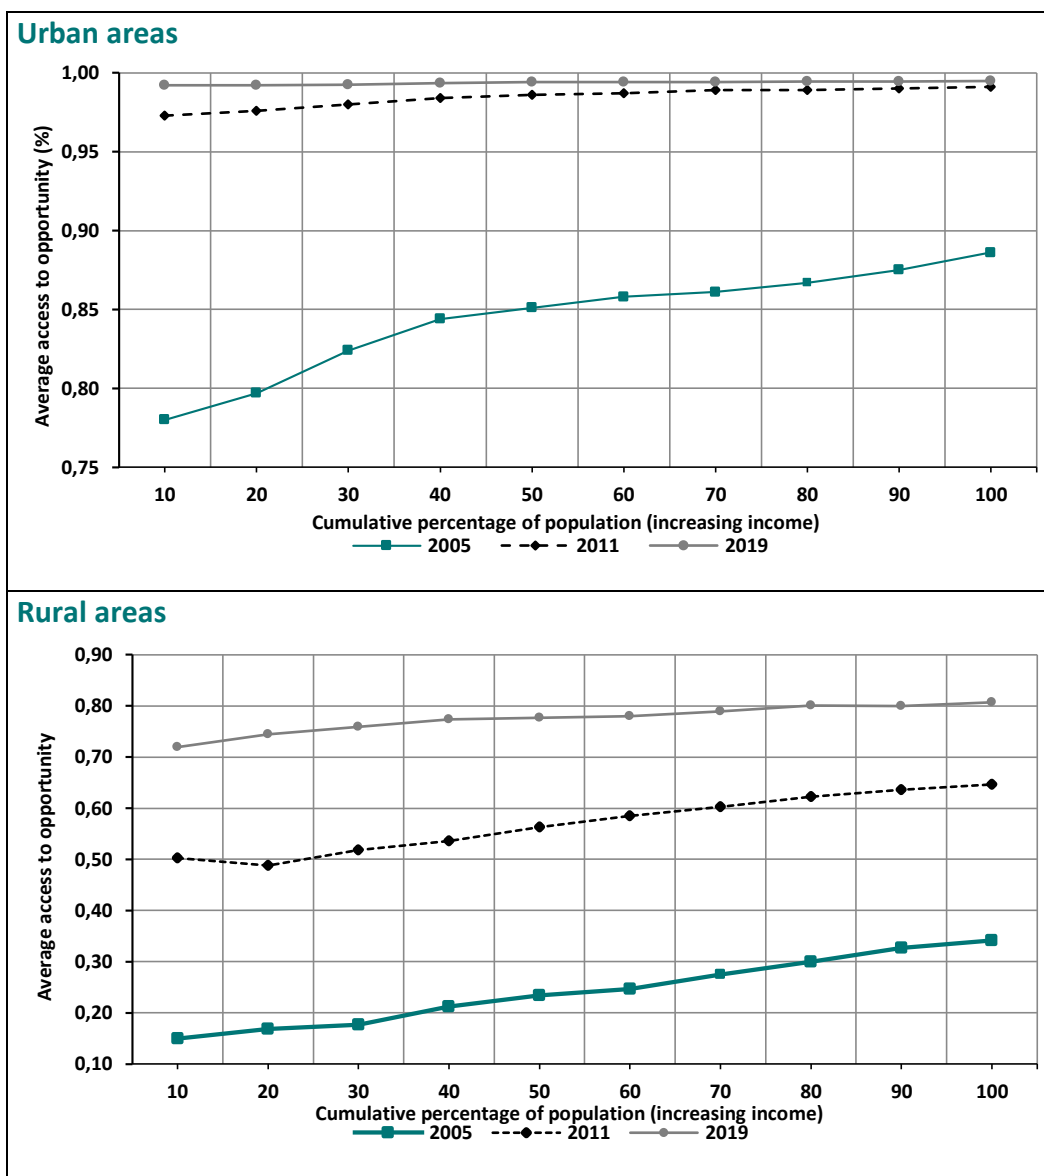 Urban areas
Average access to opportunity (%)
1,00
0,95
0,90
0,85
0,80
0,75
10 20 30 40 50 60 70 80 90 100
Cumulative percentage of population (increasing income)
2005 2011 2019
Rural areas
Average access to opportunity
0,90
0,80
0,70
0,60
0,50
0,40
0,30
0,20
0,10
10 20 30 40 50 60 70 80 90 100
Cumulative percentage of population (increasing income)
2005 2011 2019